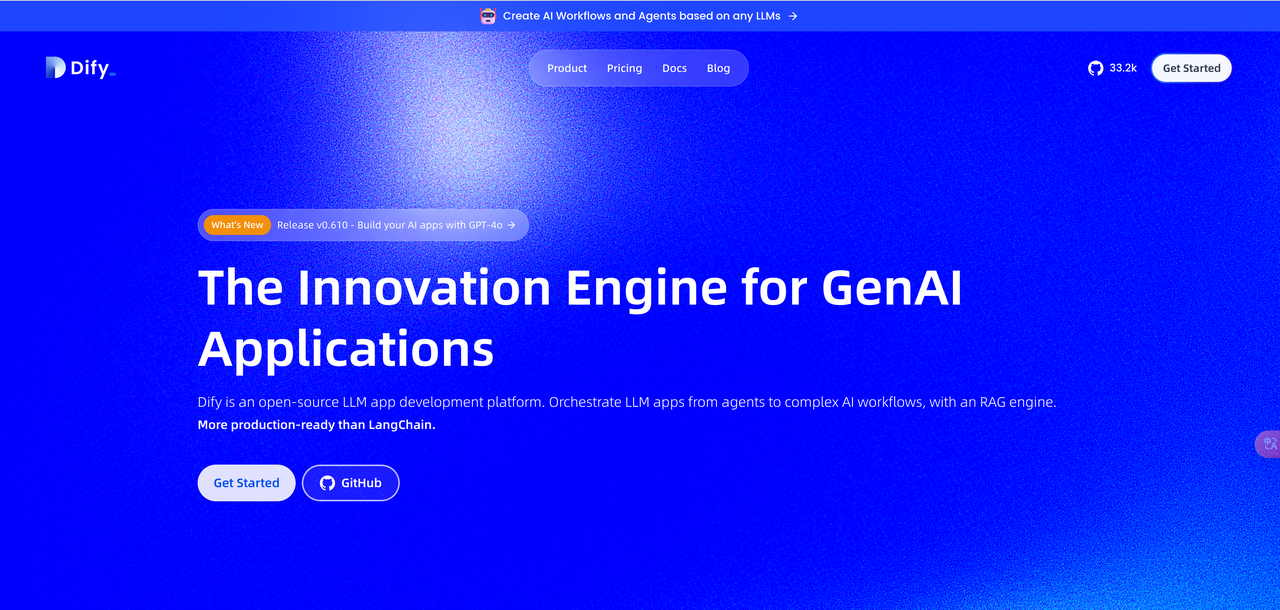 Create AI Workflows and Agents based on any LLMs →
Dify_
Product Pricing Docs Blog
33.2k
Get Started
What's New Release v0.610 - Build your AI apps with GPT-4o →
The Innovation Engine for GenAI
Applications
Dify is an open-source LLM app development platform. Orchestrate LLM apps from agents to complex AI workflows, with an RAG engine.
More production-ready than LangChain.
Get Started
GitHub